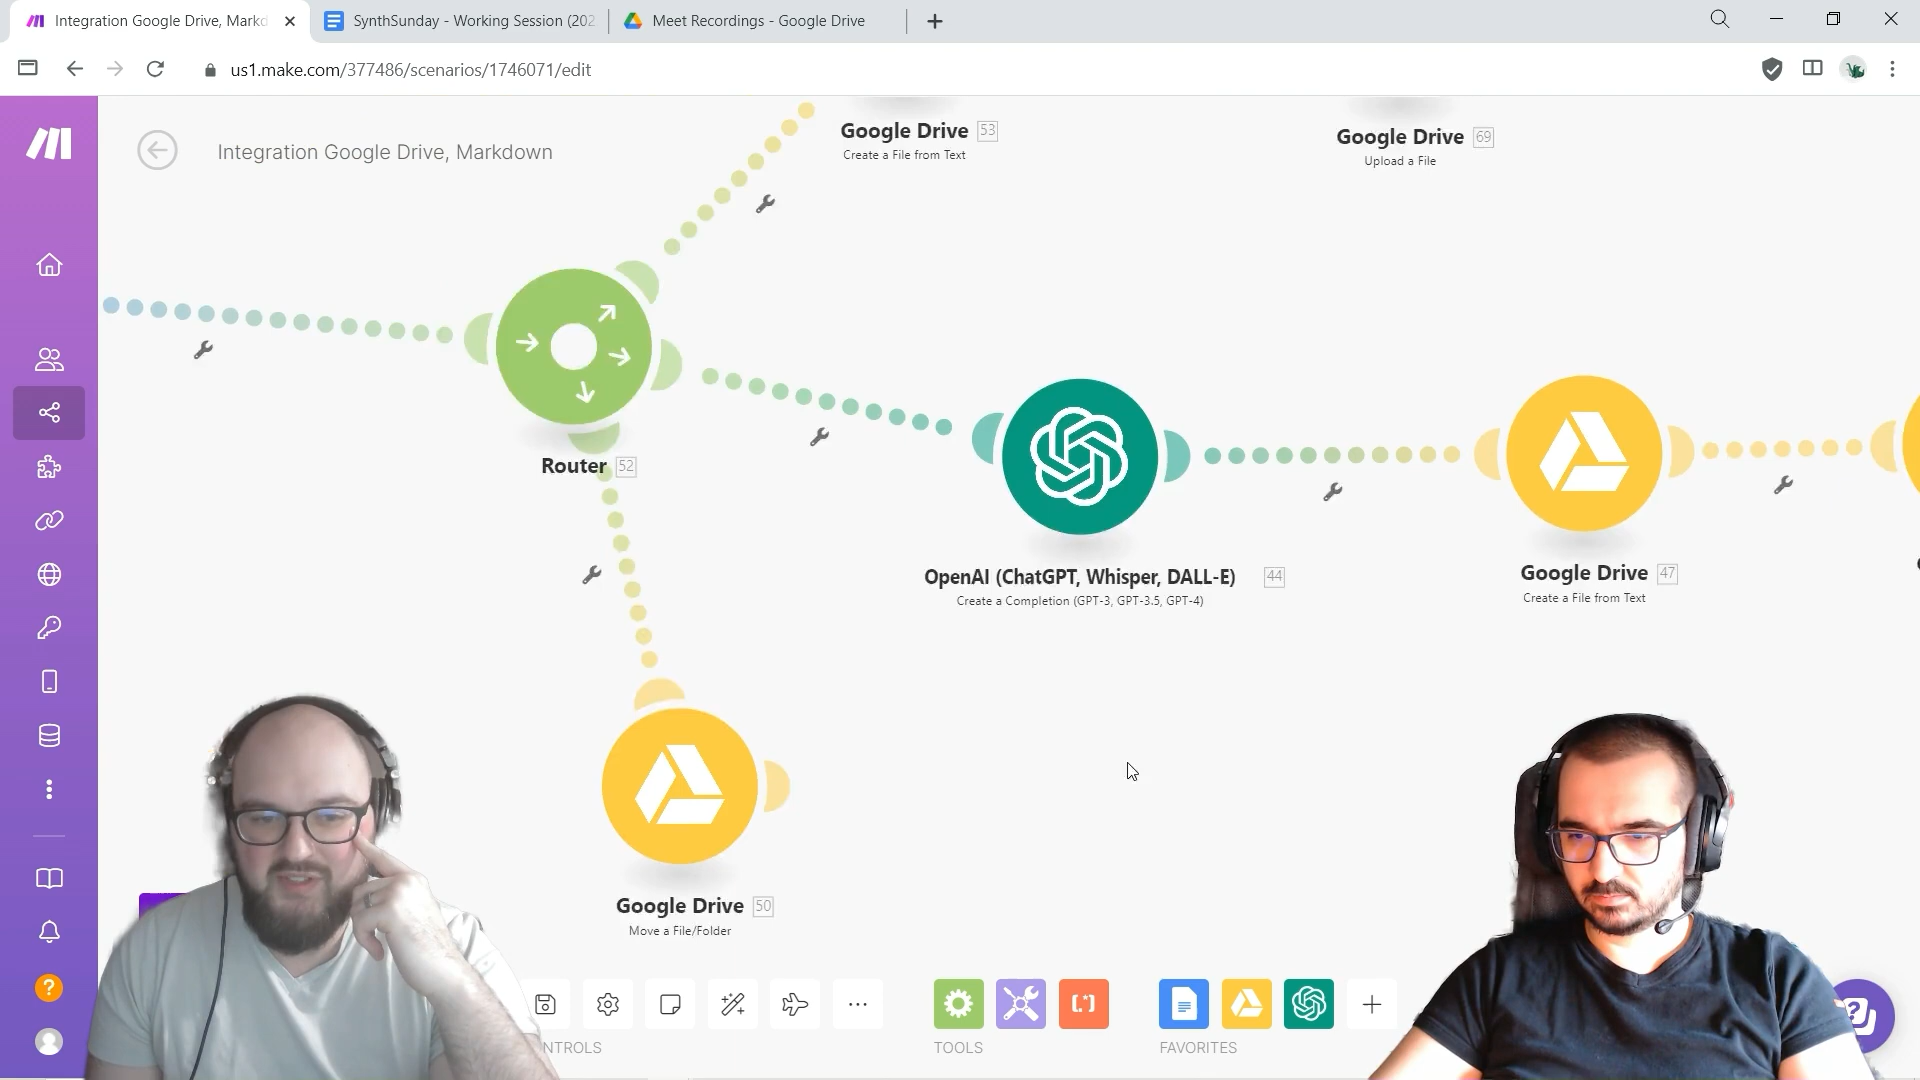 Integration Google Drive, Markd
SynthSunday - Working Session (202
Meet Recordings - Google Drive
us1.make.com/377486/scenarios/1746071/edit
Integration Google Drive, Markdown
Google Drive 53
Create a File from Text
Google Drive 69
Upload a File
Router 52
OpenAI (ChatGPT, Whisper, DALL-E) 44
Create a Completion (GPT-3, GPT-3.5, GPT-4)
Google Drive 47
Create a File from Text
Google Drive 50
Move a File/Folder
NTROLS
TOOLS
FAVORITES